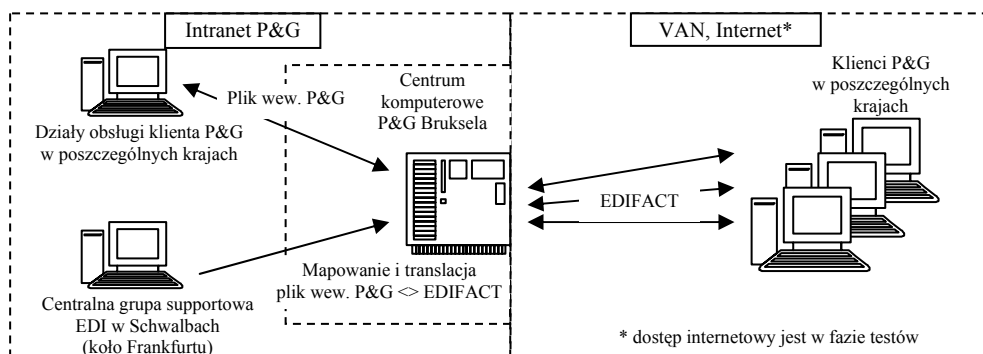 Intranet P&G
VAN, Internet*
Działy obsługi klienta P&G
w poszczególnych krajach
Plik wew. P&G
Centrum
komputerowe
P&G Bruksela
Klienci P&G
w poszczególnych
krajach
EDIFACT
Centralna grupa supportowa
EDI w Schwalbach
(koło Frankfurtu)
Mapowanie i translacja
plik wew. P&G <> EDIFACT
* dostęp internetowy jest w fazie testów